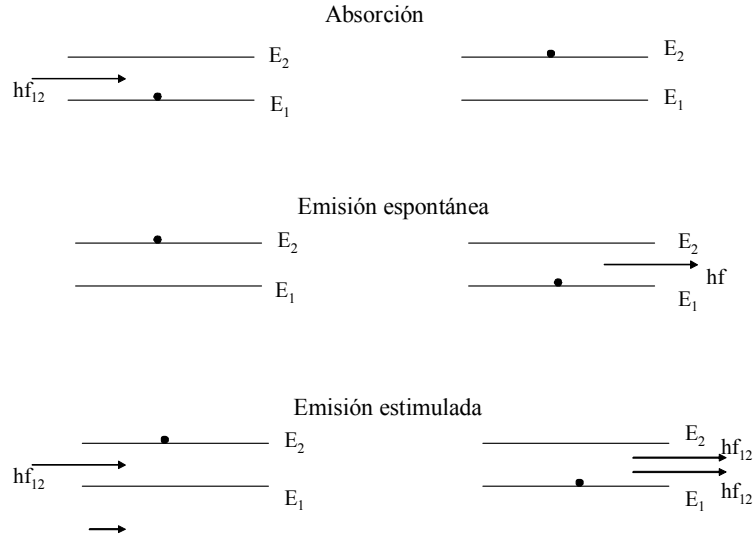 Absorción
E₂
hf₁₂
E₁
E₂
E₁
Emisión espontánea
E₂
E₁
E₂
hf
E₁
Emisión estimulada
E₂
hf₁₂
E₁
E₂
hf₁₂
hf₁₂
E₁